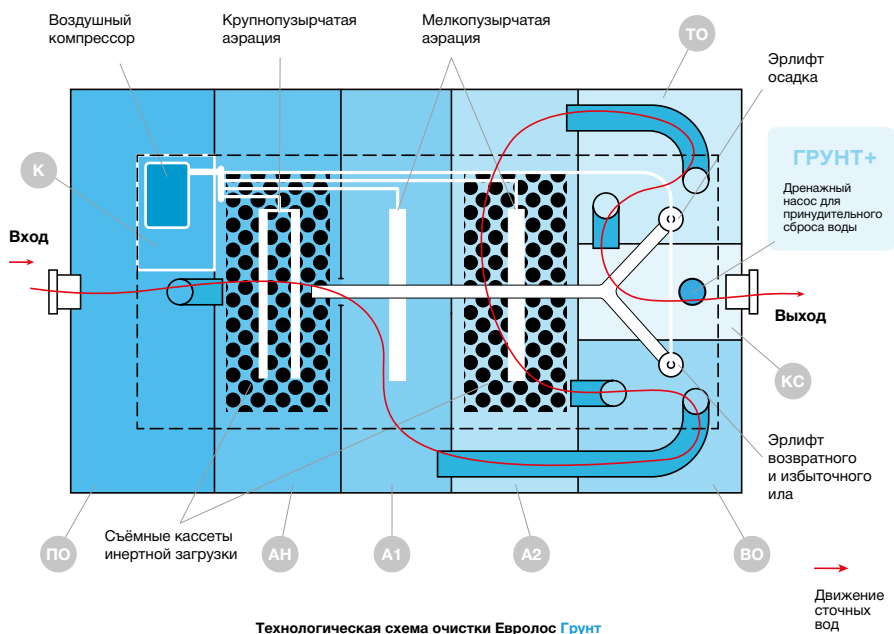 Воздушный
компрессор
Крупнопузырчатая
аэрация
Мелкопузырчатая
аэрация
ТО
Эрлифт
осадка
ГРУНТ+
Дренажный
насос для
принудительного
сброса воды
К
Вход
Выход
КС
Эрлифт
возвратного
и избыточного
ила
ПО
Съёмные кассеты
инертной загрузки
АН
А1
А2
ВО
Движение
сточных
вод
Технологическая схема очистки Евролос Грунт